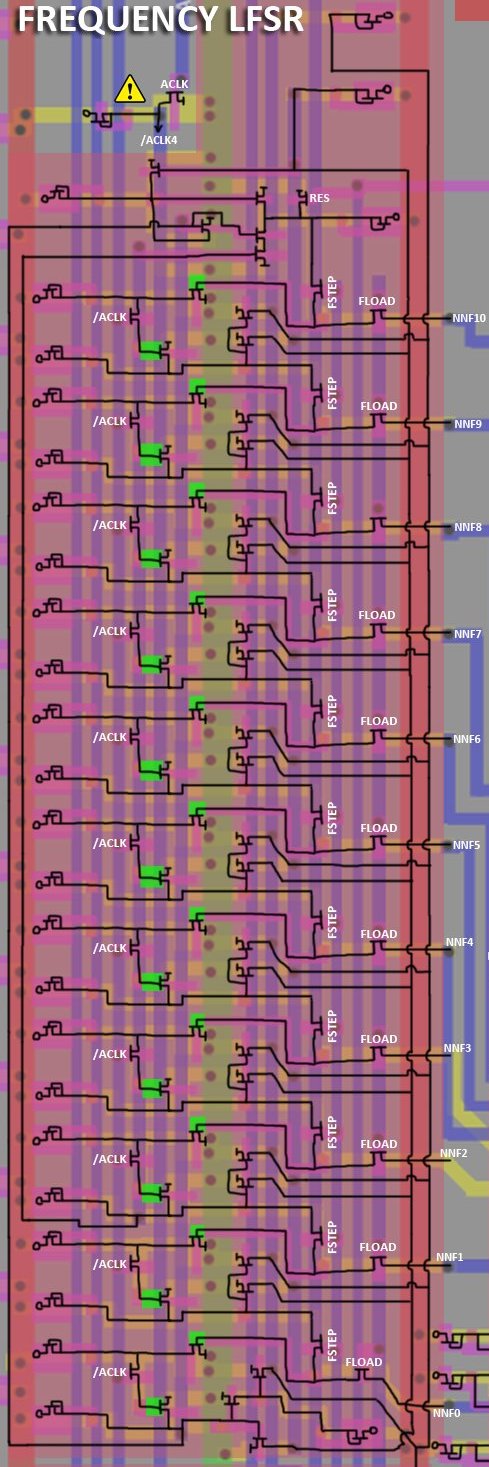 FREQUENCY LFSR
!
ACLK
/ACLK4
RES
FSTEP
FLOAD
/ACLK
NNF10
FSTEP
FLOAD
/ACLK
NNF9
FSTEP
/ACLK
NNF8
FSTEP
FLOAD
/ACLK
NNF7
FSTEP
FLOAD
/ACLK
NNF6
FSTEP
FLOAD
/ACLK
NNF5
FSTEP
FLOAD
/ACLK
NNF4
FSTEP
FLOAD
/ACLK
NNF3
FSTEP
FLOAD
/ACLK
NNF2
FSTEP
FLOAD
/ACLK
NNF1
FSTEP
FLOAD
/ACLK
NNF0